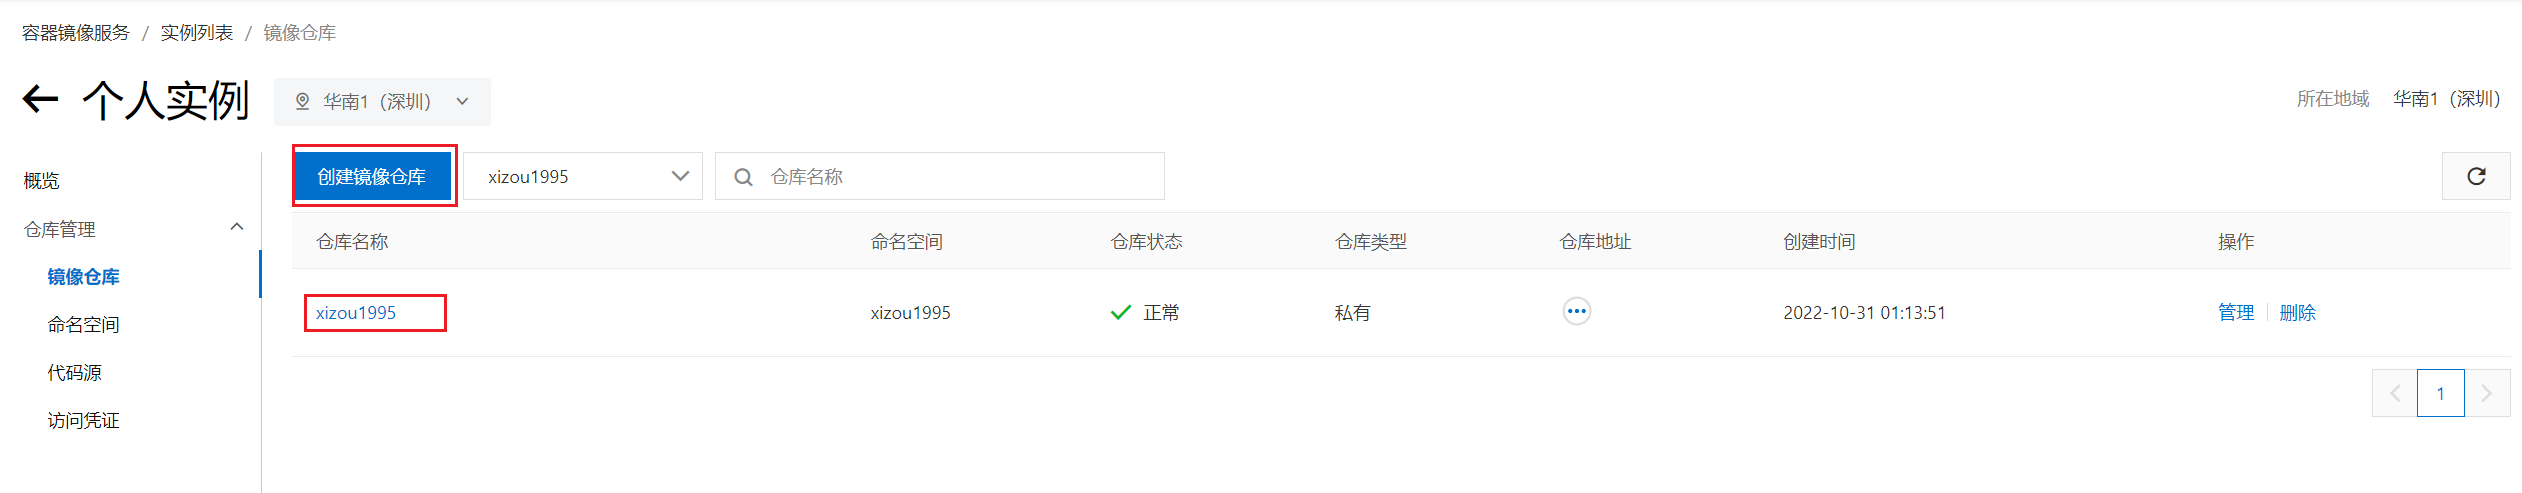 容器镜像服务 / 实例列表 / 镜像仓库
个人实例 华南1（深圳） 所在地域 华南1（深圳）
概览
仓库管理
镜像仓库
命名空间
代码源
访问凭证
创建镜像仓库 xizou1995 仓库名称
仓库名称 命名空间 仓库状态 仓库类型 仓库地址 创建时间 操作
xizou1995 xizou1995 正常 私有 2022-10-31 01:13:51 管理 删除
1